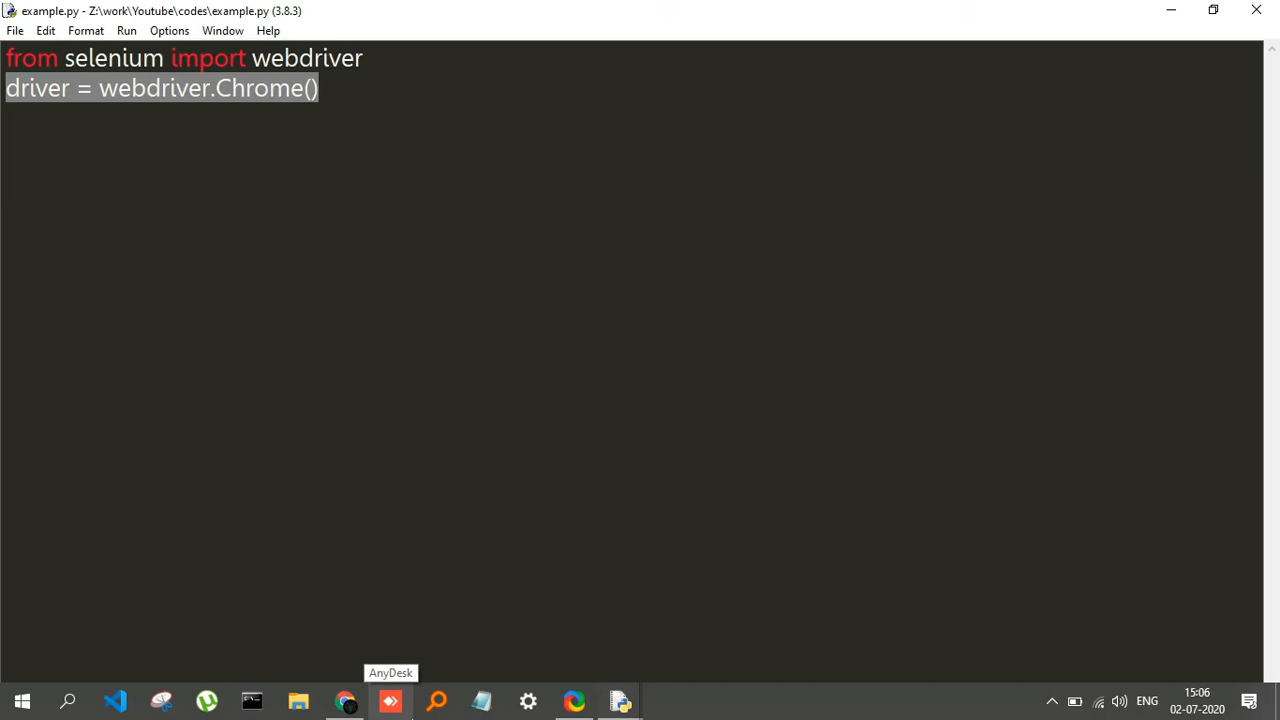 example.py - Z:\work\Youtube\codes\example.py (3.8.3)
File Edit Format Run Options Window Help
from selenium import webdriver
driver = webdriver.Chrome()
AnyDesk
ENG
15:06
02-07-2020